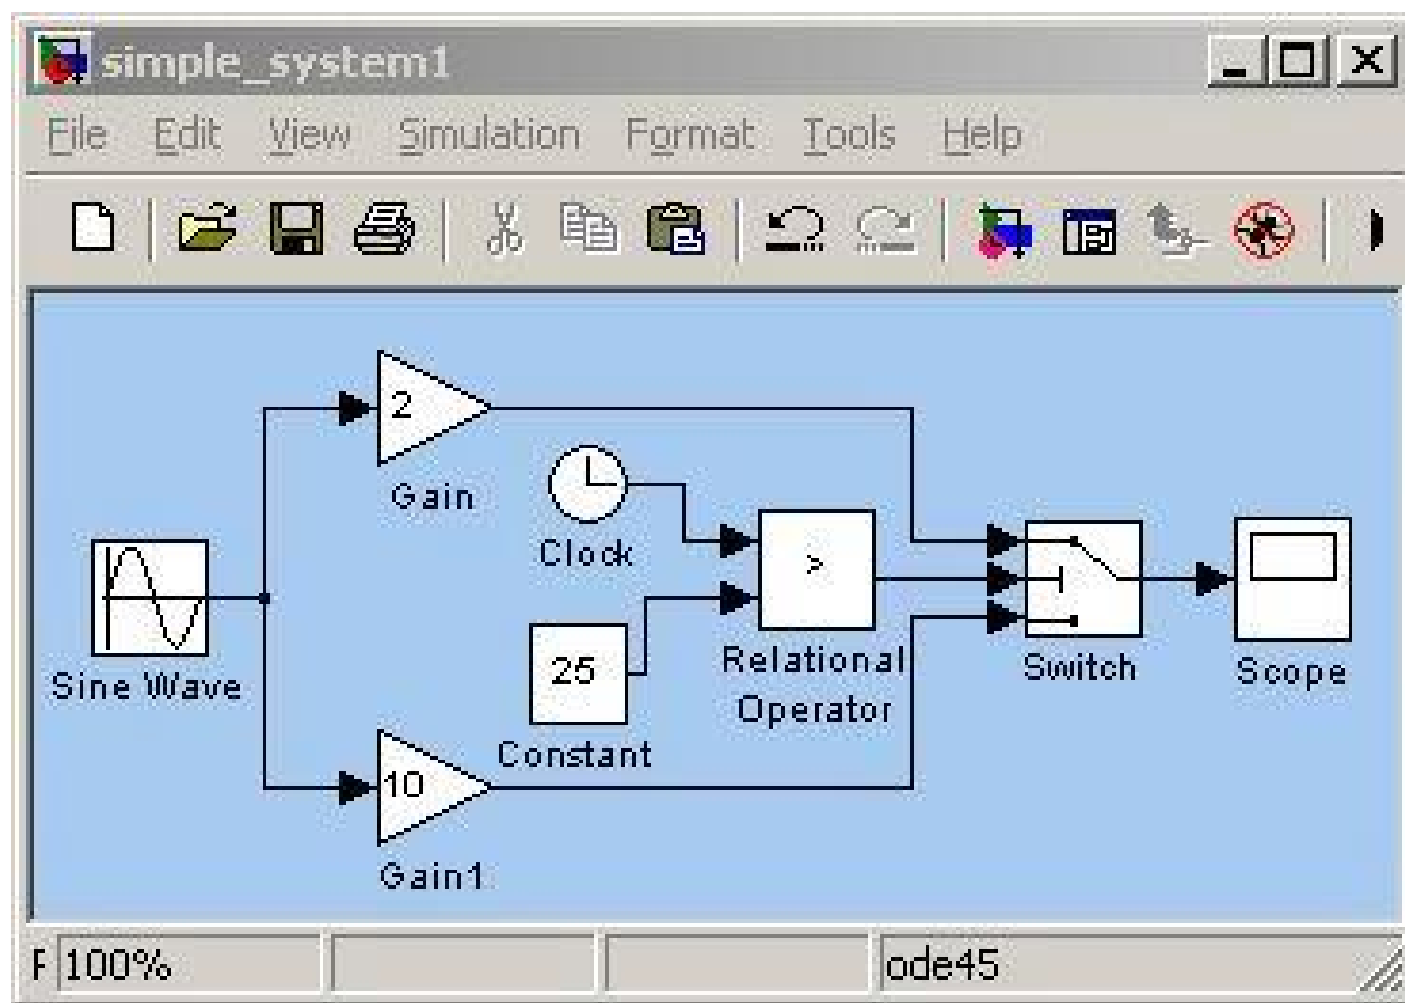 simple_system1
File Edit View Simulation Format Tools Help
2
Gain
Clock
>
Sine Wave
25
Relational
Operator
Switch
Scope
Constant
10
Gain1
100%
ode45